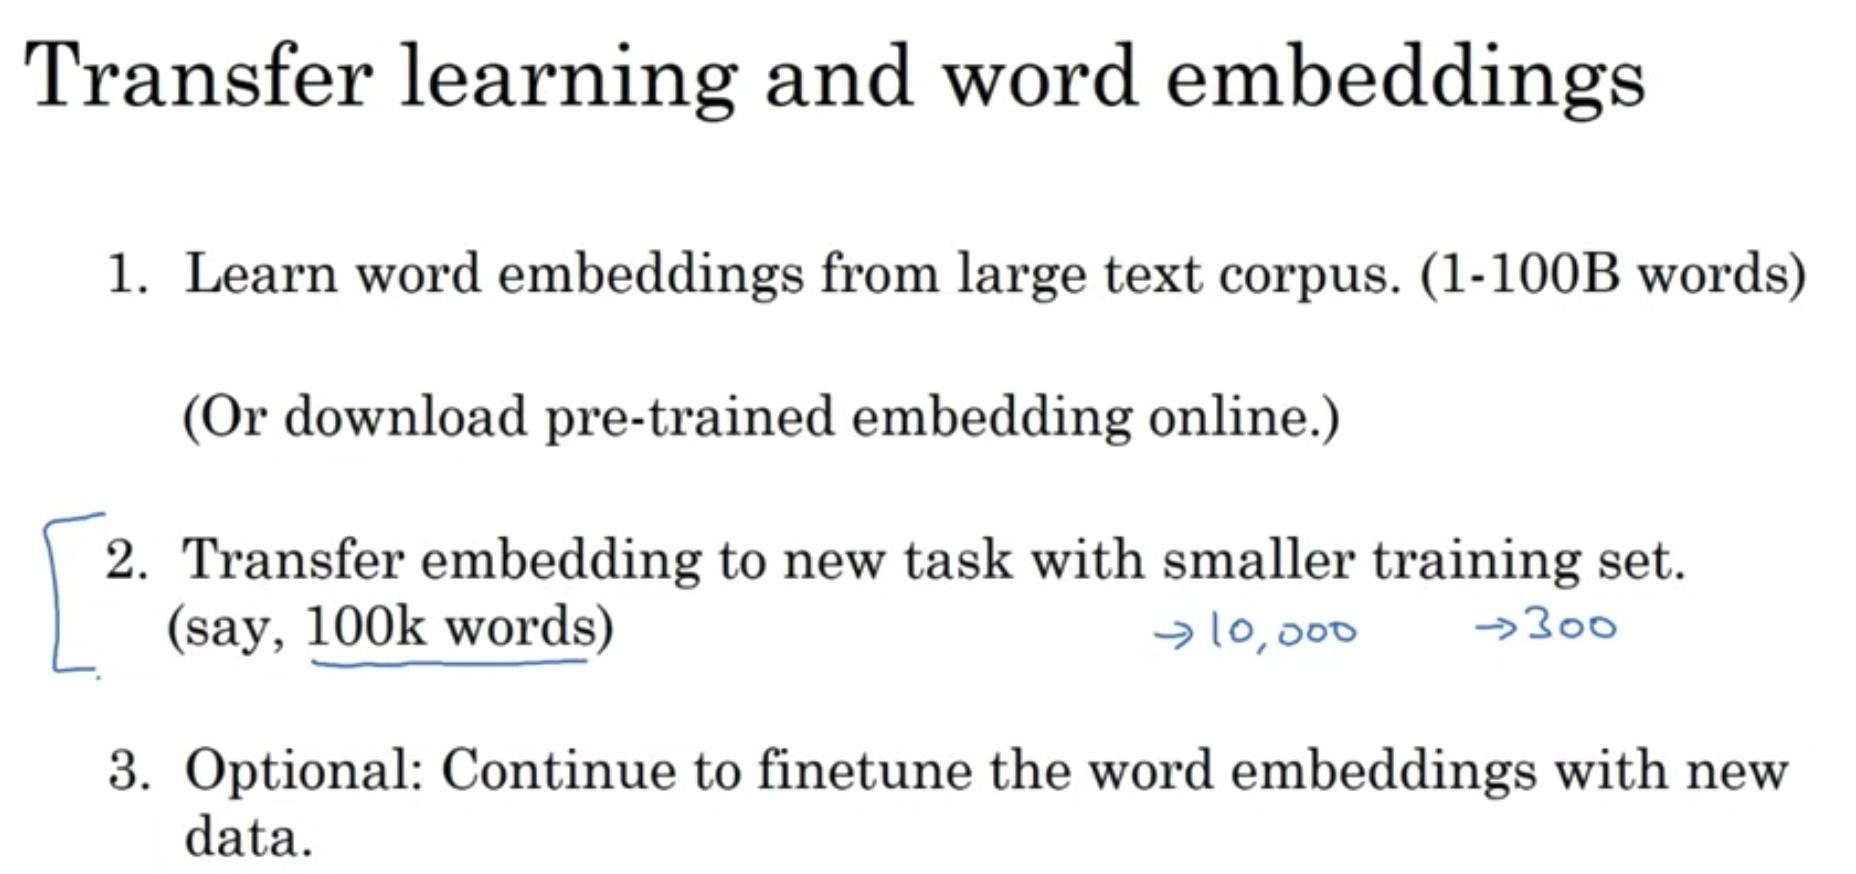 Transfer learning and word embeddings
1. Learn word embeddings from large text corpus. (1-100B words)
(Or download pre-trained embedding online.)
2. Transfer embedding to new task with smaller training set.
(say, 100k words) →10,000 →300
3. Optional: Continue to finetune the word embeddings with new
data.